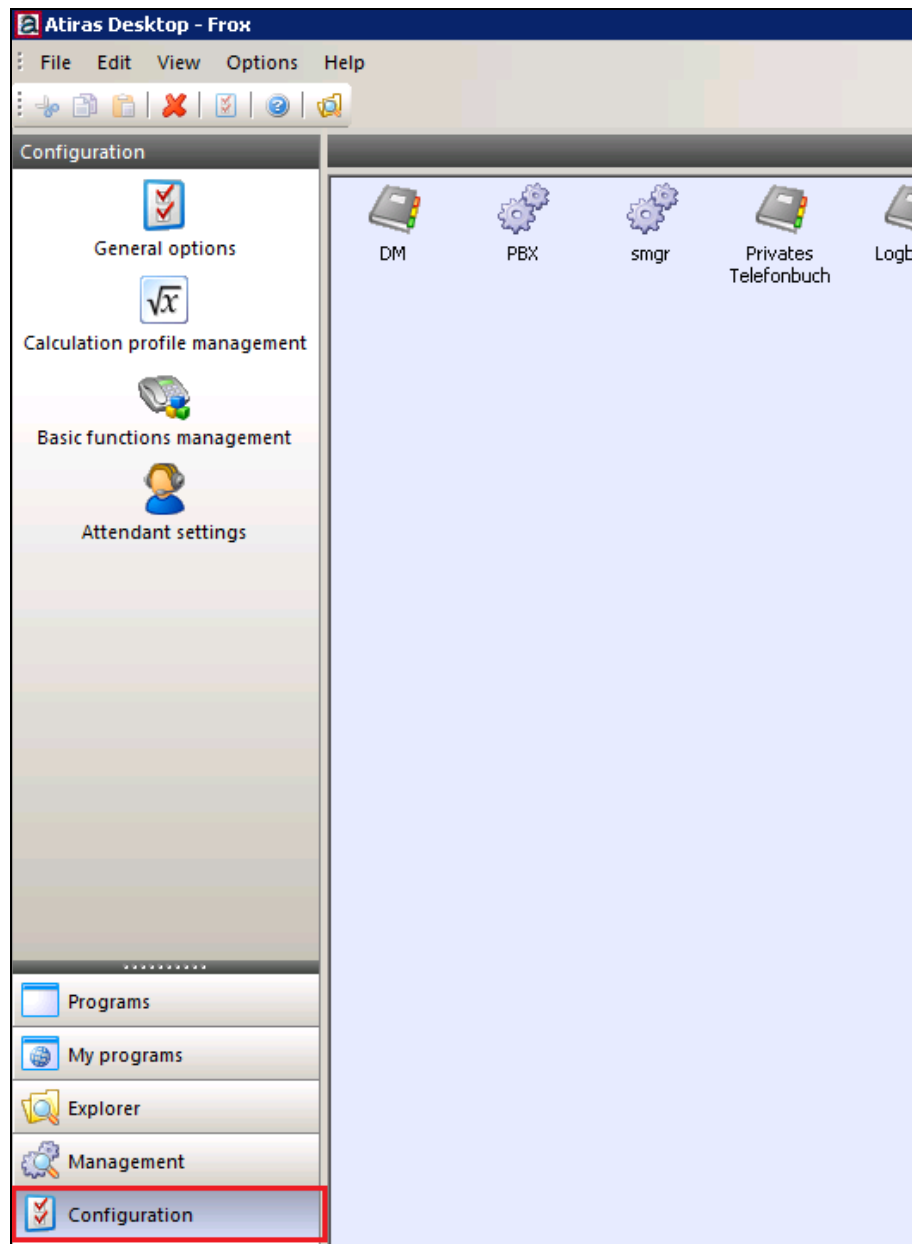 Atiras Desktop - Frox
File Edit View Options Help
Configuration
General options
√x
Calculation profile management
Basic functions management
Attendant settings
DM
PBX
smgr
Privates
Telefonbuch
Programs
My programs
Explorer
Management
Configuration